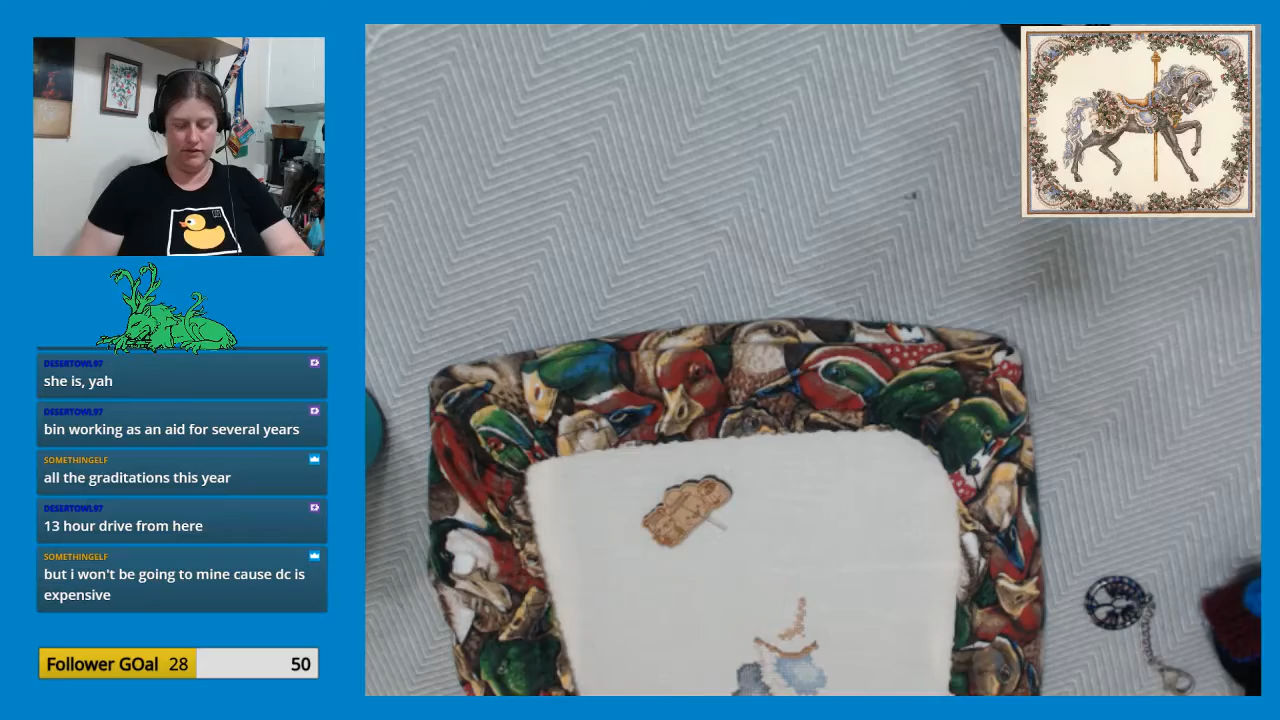 DESERTOWL97
she is, yah
DESERTOWL97
bin working as an aid for several years
SOMETHINGELF
all the graditations this year
DESERTOWL97
13 hour drive from here
SOMETHINGELF
but i won't be going to mine cause dc is
expensive
Follower GOal 28 50